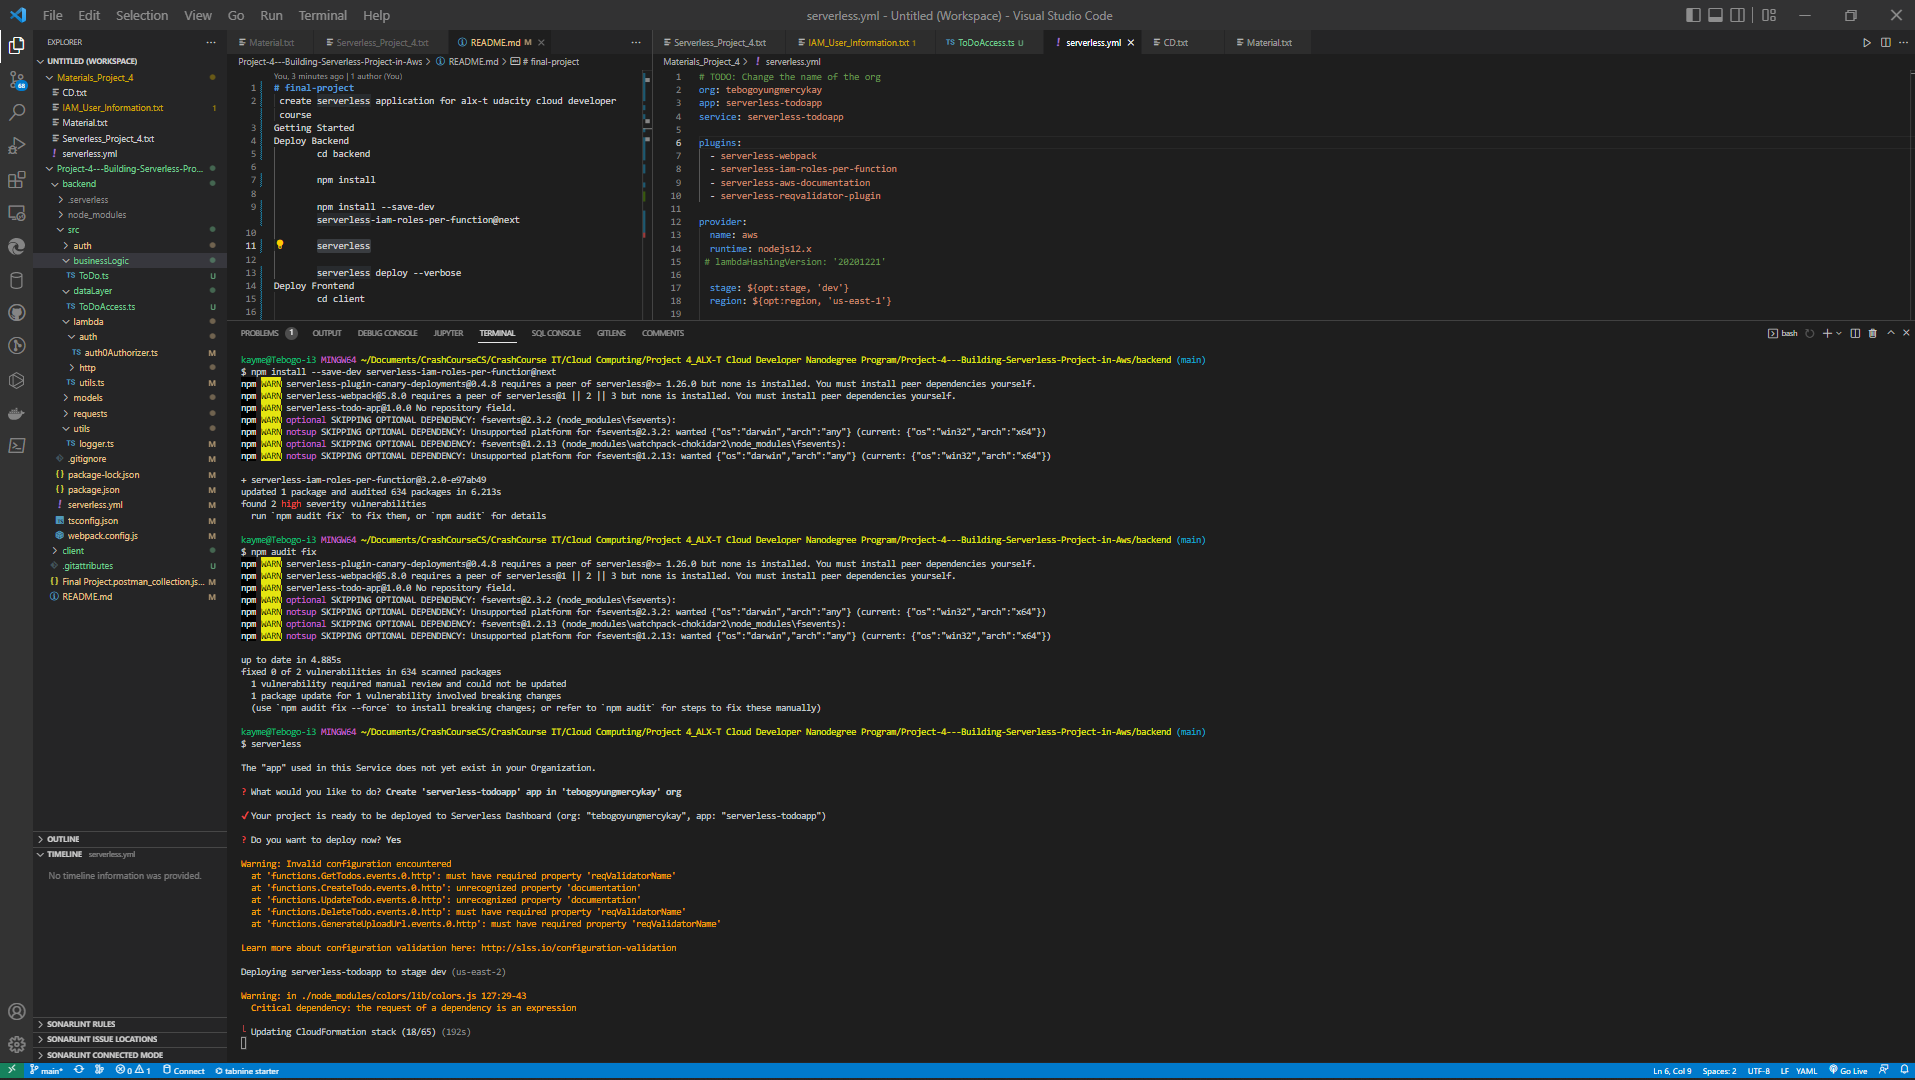 File Edit Selection View Go Run Terminal Help
serverless.yml - Untitled (Workspace) - Visual Studio Code
EXPLORER
UNTITLED (WORKSPACE)
Materials_Project_4
CD.txt
IAM_User_Information.txt 1
Material.txt
Serverless_Project_4.txt
serverless.yml
Project-4---Building-Serverless-Pro...
backend
.serverless
node_modules
src
auth
businessLogic
ToDo.ts U
dataLayer
ToDoAccess.ts U
lambda
auth
auth0Authorizer.ts M
http
utils.ts M
models
requests
utils
logger.ts M
.gitignore M
package-lock.json M
package.json M
serverless.yml M
tsconfig.json M
webpack.config.js M
client
.gitattributes U
Final Project.postman_collection.js... M
README.md M
OUTLINE
TIMELINE serverless.yml
No timeline information was provided.
SONARLINT RULES
SONARLINT ISSUE LOCATIONS
SONARLINT CONNECTED MODE
68
Material.txt Serverless_Project_4.txt README.md M
Project-4---Building-Serverless-Project-in-Aws > README.md > # final-project
You, 3 minutes ago | 1 author (You)
1 # final-project
2 create serverless application for alx-t udacity cloud developer
course
3 Getting Started
4 Deploy Backend
5 cd backend
6
7 npm install
8
9 npm install --save-dev
serverless-iam-roles-per-function@next
10
11 serverless
12
13 serverless deploy --verbose
14 Deploy Frontend
15 cd client
16
Serverless_Project_4.txt IAM_User_Information.txt 1 ToDoAccess.ts U serverless.yml CD.txt Material.txt
Materials_Project_4 > serverless.yml
1 # TODO: Change the name of the org
2 org: tebogoyungmercykay
3 app: serverless-todoapp
4 service: serverless-todoapp
5
6 plugins:
7 - serverless-webpack
8 - serverless-iam-roles-per-function
9 - serverless-aws-documentation
10 - serverless-reqvalidator-plugin
11
12 provider:
13 name: aws
14 runtime: nodejs12.x
15 # lambdaHashingVersion: '20201221'
16
17 stage: ${opt:stage, 'dev'}
18 region: ${opt:region, 'us-east-1'}
19
PROBLEMS 1 OUTPUT DEBUG CONSOLE JUPYTER TERMINAL SQL CONSOLE GITLENS COMMENTS
bash
kayme@Tebogo-i3 MINGW64 ~/Documents/CrashCourseCS/CrashCourse IT/Cloud Computing/Project 4_ALX-T Cloud Developer Nanodegree Program/Project-4---Building-Serverless-Project-in-Aws/backend (main)
$ npm install --save-dev serverless-iam-roles-per-function@next
npm WARN serverless-plugin-canary-deployments@0.4.8 requires a peer of serverless@>= 1.26.0 but none is installed. You must install peer dependencies yourself.
npm WARN serverless-webpack@5.8.0 requires a peer of serverless@1 || 2 || 3 but none is installed. You must install peer dependencies yourself.
npm WARN serverless-todo-app@1.0.0 No repository field.
npm WARN optional SKIPPING OPTIONAL DEPENDENCY: fsevents@2.3.2 (node_modules\fsevents):
npm WARN notsup SKIPPING OPTIONAL DEPENDENCY: Unsupported platform for fsevents@2.3.2: wanted {"os":"darwin","arch":"any"} (current: {"os":"win32","arch":"x64"})
npm WARN optional SKIPPING OPTIONAL DEPENDENCY: fsevents@1.2.13 (node_modules\watchpack-chokidar2\node_modules\fsevents):
npm WARN notsup SKIPPING OPTIONAL DEPENDENCY: Unsupported platform for fsevents@1.2.13: wanted {"os":"darwin","arch":"any"} (current: {"os":"win32","arch":"x64"})
+ serverless-iam-roles-per-function@3.2.0-e97ab49
updated 1 package and audited 634 packages in 6.213s
found 2 high severity vulnerabilities
run `npm audit fix` to fix them, or `npm audit` for details
kayme@Tebogo-i3 MINGW64 ~/Documents/CrashCourseCS/CrashCourse IT/Cloud Computing/Project 4_ALX-T Cloud Developer Nanodegree Program/Project-4---Building-Serverless-Project-in-Aws/backend (main)
$ npm audit fix
npm WARN serverless-plugin-canary-deployments@0.4.8 requires a peer of serverless@>= 1.26.0 but none is installed. You must install peer dependencies yourself.
npm WARN serverless-webpack@5.8.0 requires a peer of serverless@1 || 2 || 3 but none is installed. You must install peer dependencies yourself.
npm WARN serverless-todo-app@1.0.0 No repository field.
npm WARN optional SKIPPING OPTIONAL DEPENDENCY: fsevents@2.3.2 (node_modules\fsevents):
npm WARN notsup SKIPPING OPTIONAL DEPENDENCY: Unsupported platform for fsevents@2.3.2: wanted {"os":"darwin","arch":"any"} (current: {"os":"win32","arch":"x64"})
npm WARN optional SKIPPING OPTIONAL DEPENDENCY: fsevents@1.2.13 (node_modules\watchpack-chokidar2\node_modules\fsevents):
npm WARN notsup SKIPPING OPTIONAL DEPENDENCY: Unsupported platform for fsevents@1.2.13: wanted {"os":"darwin","arch":"any"} (current: {"os":"win32","arch":"x64"})
up to date in 4.885s
fixed 0 of 2 vulnerabilities in 634 scanned packages
1 vulnerability required manual review and could not be updated
1 package update for 1 vulnerability involved breaking changes
(use `npm audit fix --force` to install breaking changes; or refer to `npm audit` for steps to fix these manually)
kayme@Tebogo-i3 MINGW64 ~/Documents/CrashCourseCS/CrashCourse IT/Cloud Computing/Project 4_ALX-T Cloud Developer Nanodegree Program/Project-4---Building-Serverless-Project-in-Aws/backend (main)
$ serverless
The "app" used in this Service does not yet exist in your Organization.
? What would you like to do? Create 'serverless-todoapp' app in 'tebogoyungmercykay' org
√ Your project is ready to be deployed to Serverless Dashboard (org: "tebogoyungmercykay", app: "serverless-todoapp")
? Do you want to deploy now? Yes
Warning: Invalid configuration encountered
at 'functions.GetTodos.events.0.http': must have required property 'reqValidatorName'
at 'functions.CreateTodo.events.0.http': unrecognized property 'documentation'
at 'functions.UpdateTodo.events.0.http': unrecognized property 'documentation'
at 'functions.DeleteTodo.events.0.http': must have required property 'reqValidatorName'
at 'functions.GenerateUploadUrl.events.0.http': must have required property 'reqValidatorName'
Learn more about configuration validation here: http://slss.io/configuration-validation
Deploying serverless-todoapp to stage dev (us-east-2)
Warning: in ./node_modules/colors/lib/colors.js 127:29-43
Critical dependency: the request of a dependency is an expression
Updating CloudFormation stack (18/65) (192s)
main* 0 1 Connect tabnine starter
Ln 6, Col 9 Spaces: 2 UTF-8 LF YAML Go Live